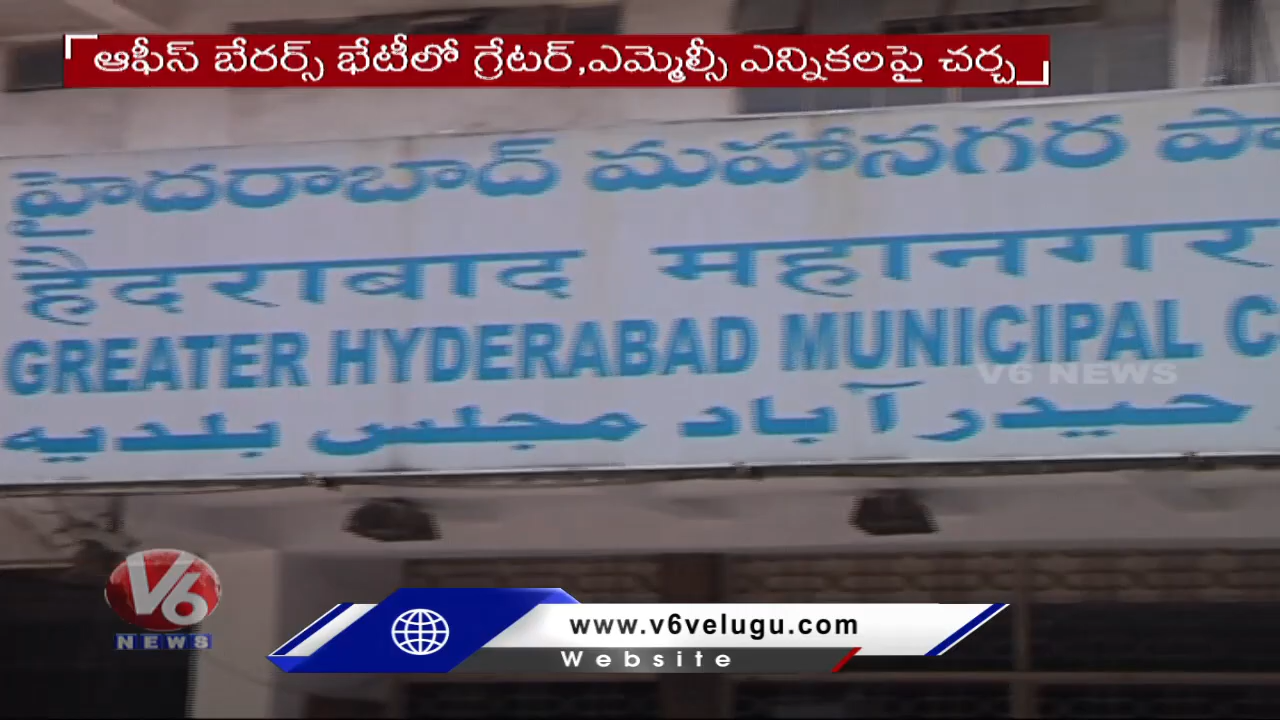 ఆఫీస్ బేరర్స్ భేటీలో గ్రేటర్,ఎమ్మెల్సీ ఎన్నికలపై చర్చ
హైదరాబాద్ మహానగర పా
हैदराबाद महानगर
GREATER HYDERABAD MUNICIPAL C
V6 NEWS
حیدرآباد مجلس بلدیہ
V6
NEWS
www.v6velugu.com
Website